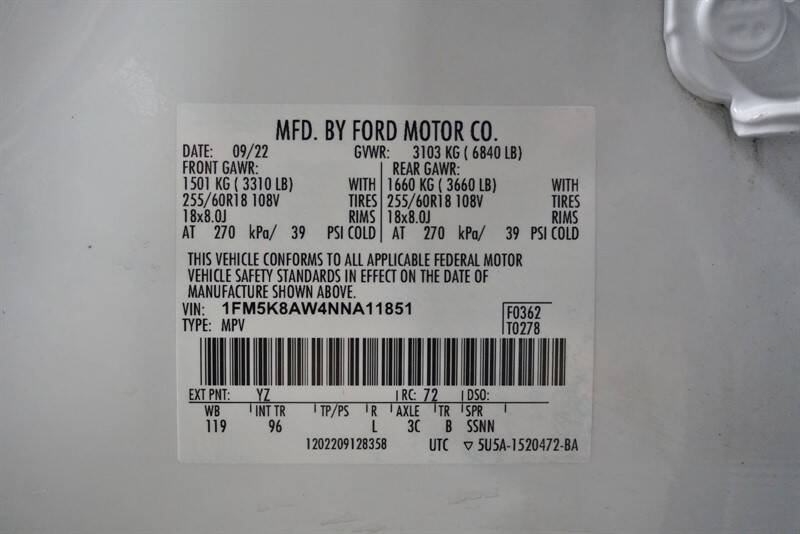 MFD. BY FORD MOTOR CO.
DATE: 09/22 GVWR: 3103 KG ( 6840 LB)
FRONT GAWR: REAR GAWR:
1501 KG ( 3310 LB) WITH 1660 KG ( 3660 LB) WITH
255/60R18 108V TIRES 255/60R18 108V TIRES
18x8.0J RIMS 18x8.0J RIMS
AT 270 kPa/ 39 PSI COLD AT 270 kPa/ 39 PSI COLD
THIS VEHICLE CONFORMS TO ALL APPLICABLE FEDERAL MOTOR
VEHICLE SAFETY STANDARDS IN EFFECT ON THE DATE OF
MANUFACTURE SHOWN ABOVE.
VIN: 1FM5K8AW4NNA11851 F0362
TYPE: MPV T0278
EXT PNT: YZ RC: 72 DSO:
WB INT TR TP/PS R AXLE TR SPR
119 96 L 3C B SSNN
1202209128358 UTC ▽ 5U5A-1520472-BA